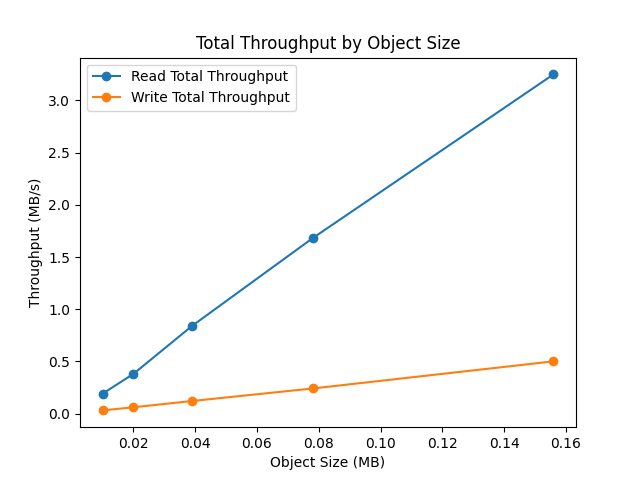 Total Throughput by Object Size
Read Total Throughput
Write Total Throughput
Throughput (MB/s)
3.0
2.5
2.0
1.5
1.0
0.5
0.0
0.02 0.04 0.06 0.08 0.10 0.12 0.14 0.16
Object Size (MB)